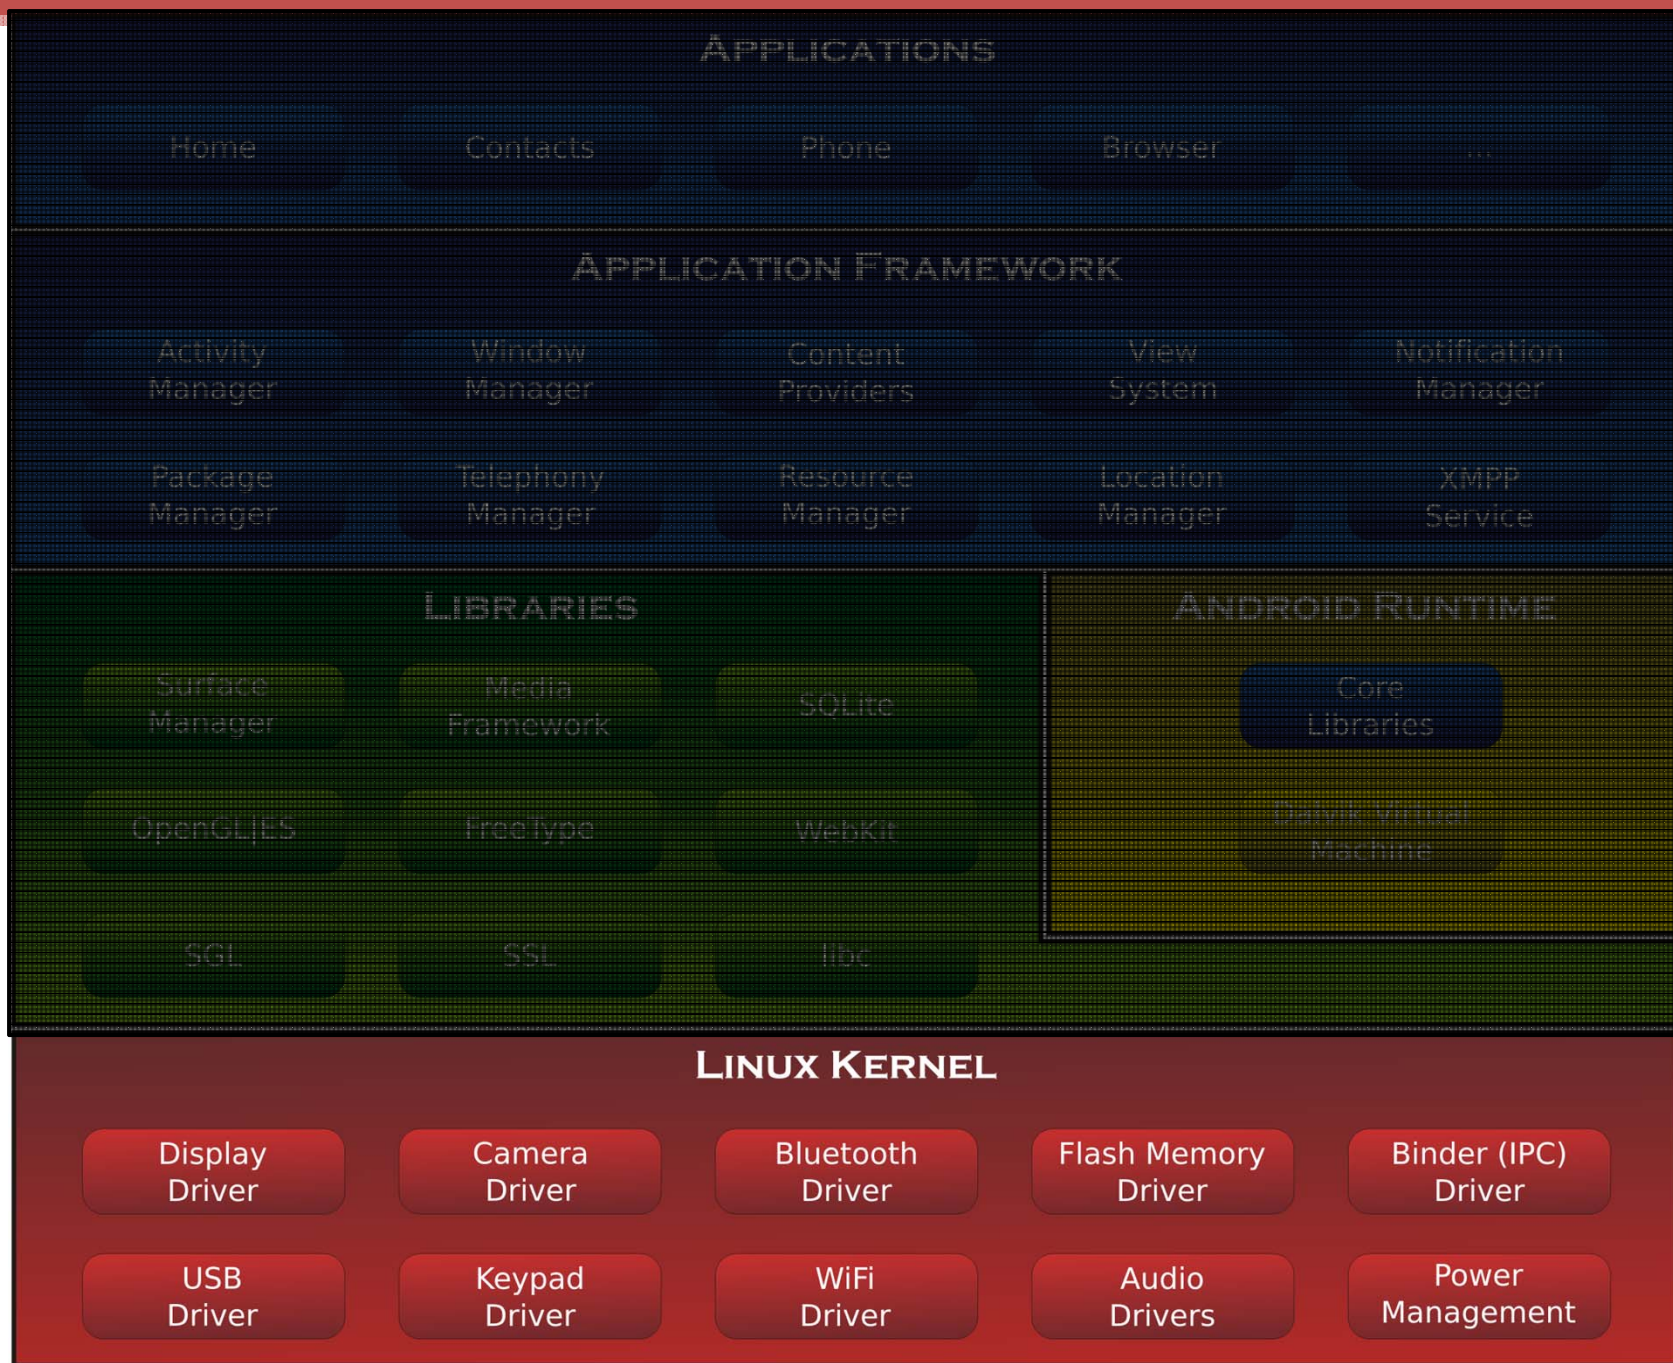 APPLICATIONS
Home
Contacts
Phone
Browser
...
APPLICATION FRAMEWORK
Activity
Manager
Window
Manager
Content
Providers
View
System
Notification
Manager
Package
Manager
Telephony
Manager
Resource
Manager
Location
Manager
XMPP
Service
LIBRARIES
Surface
Manager
Media
Framework
SQLite
OpenGL|ES
FreeType
WebKit
SGL
SSL
libc
ANDROID RUNTIME
Core
Libraries
Dalvik Virtual
Machine
LINUX KERNEL
Display
Driver
Camera
Driver
Bluetooth
Driver
Flash Memory
Driver
Binder (IPC)
Driver
USB
Driver
Keypad
Driver
WiFi
Driver
Audio
Drivers
Power
Management